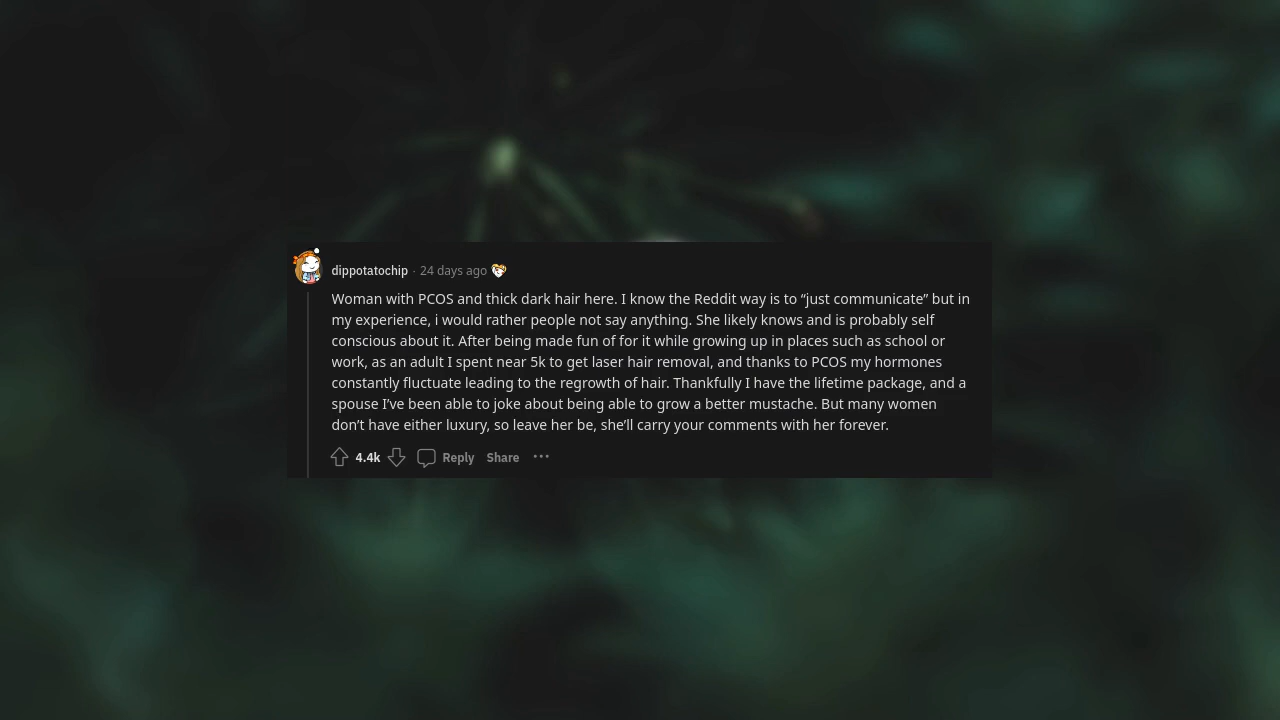 dippotatochip · 24 days ago
Woman with PCOS and thick dark hair here. I know the Reddit way is to “just communicate” but in
my experience, i would rather people not say anything. She likely knows and is probably self
conscious about it. After being made fun of for it while growing up in places such as school or
work, as an adult I spent near 5k to get laser hair removal, and thanks to PCOS my hormones
constantly fluctuate leading to the regrowth of hair. Thankfully I have the lifetime package, and a
spouse I’ve been able to joke about being able to grow a better mustache. But many women
don’t have either luxury, so leave her be, she’ll carry your comments with her forever.
4.4k Reply Share ···